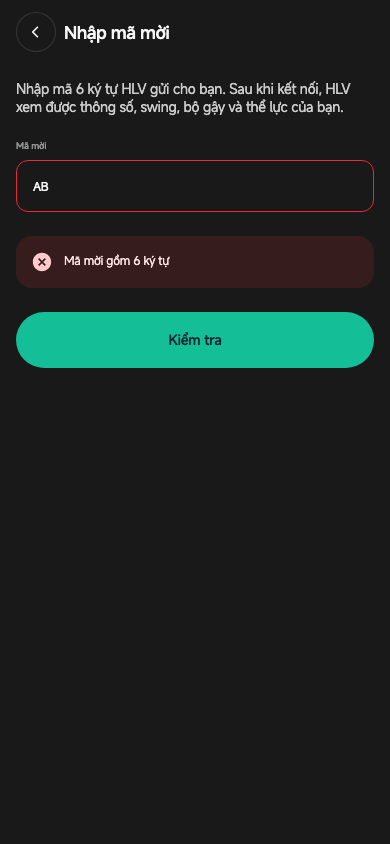 Nhập mã mời
Nhập mã 6 ký tự HLV gửi cho bạn. Sau khi kết nối, HLV
xem được thông số, swing, bộ gậy và thể lực của bạn.
Mã mời
AB
Mã mời gồm 6 ký tự
Kiểm tra